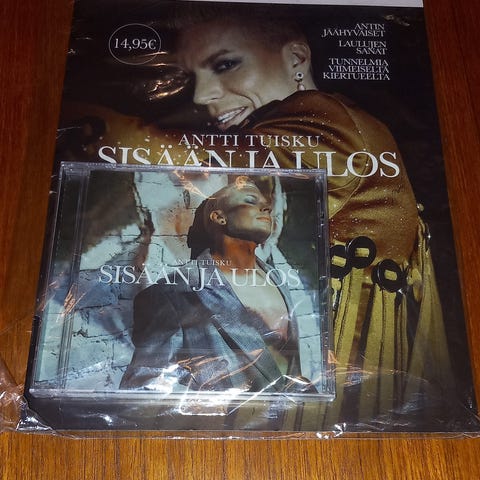 14,95€
ANTIN
JÄÄHYVÄISET
LAULUJEN
SANAT
TUNNELMIA
VIIMEISELTÄ
KIERTUEELTA
ANTTI TUISKU
SISÄÄN JA ULOS
ANTTI TUISKU
SISÄÄN JA ULOS